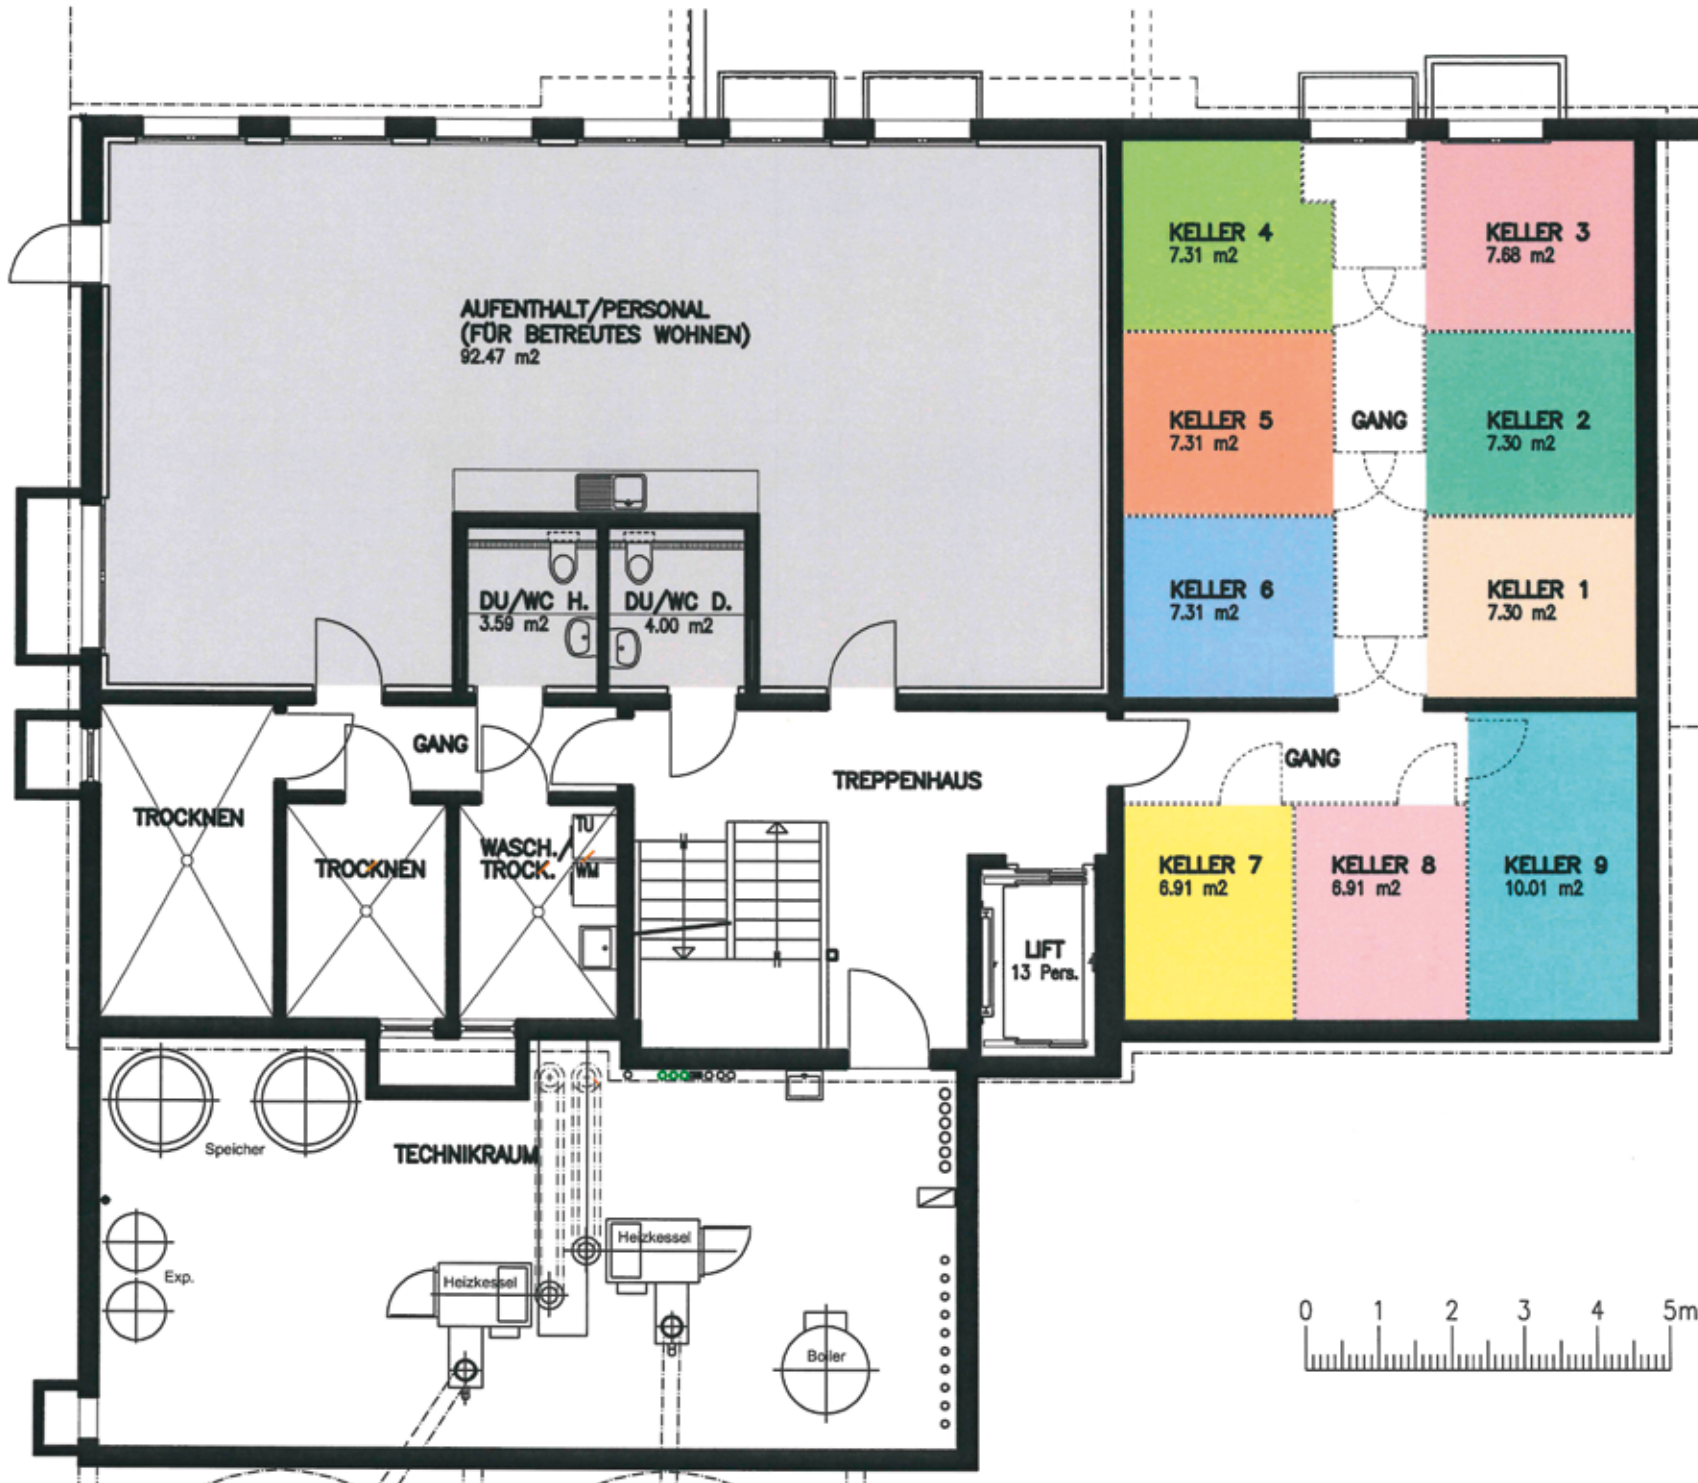 KELLER 4
7.31 m2
KELLER 3
7.68 m2
AUFENTHALT/PERSONAL
(FÜR BETREUTES WOHNEN)
92.47 m2
KELLER 5
7.31 m2
GANG
KELLER 2
7.30 m2
DU/WC H.
3.59 m2
DU/WC D.
4.00 m2
KELLER 6
7.31 m2
KELLER 1
7.30 m2
GANG
TREPPENHAUS
GANG
TROCKNEN
TROCKNEN
WASCH./
TROCK.
TU
WM
KELLER 7
6.91 m2
KELLER 8
6.91 m2
KELLER 9
10.01 m2
LIFT
13 Pers.
Speicher
TECHNIKRAUM
Heizkessel
Exp.
Heizkessel
Boiler
0 1 2 3 4 5m